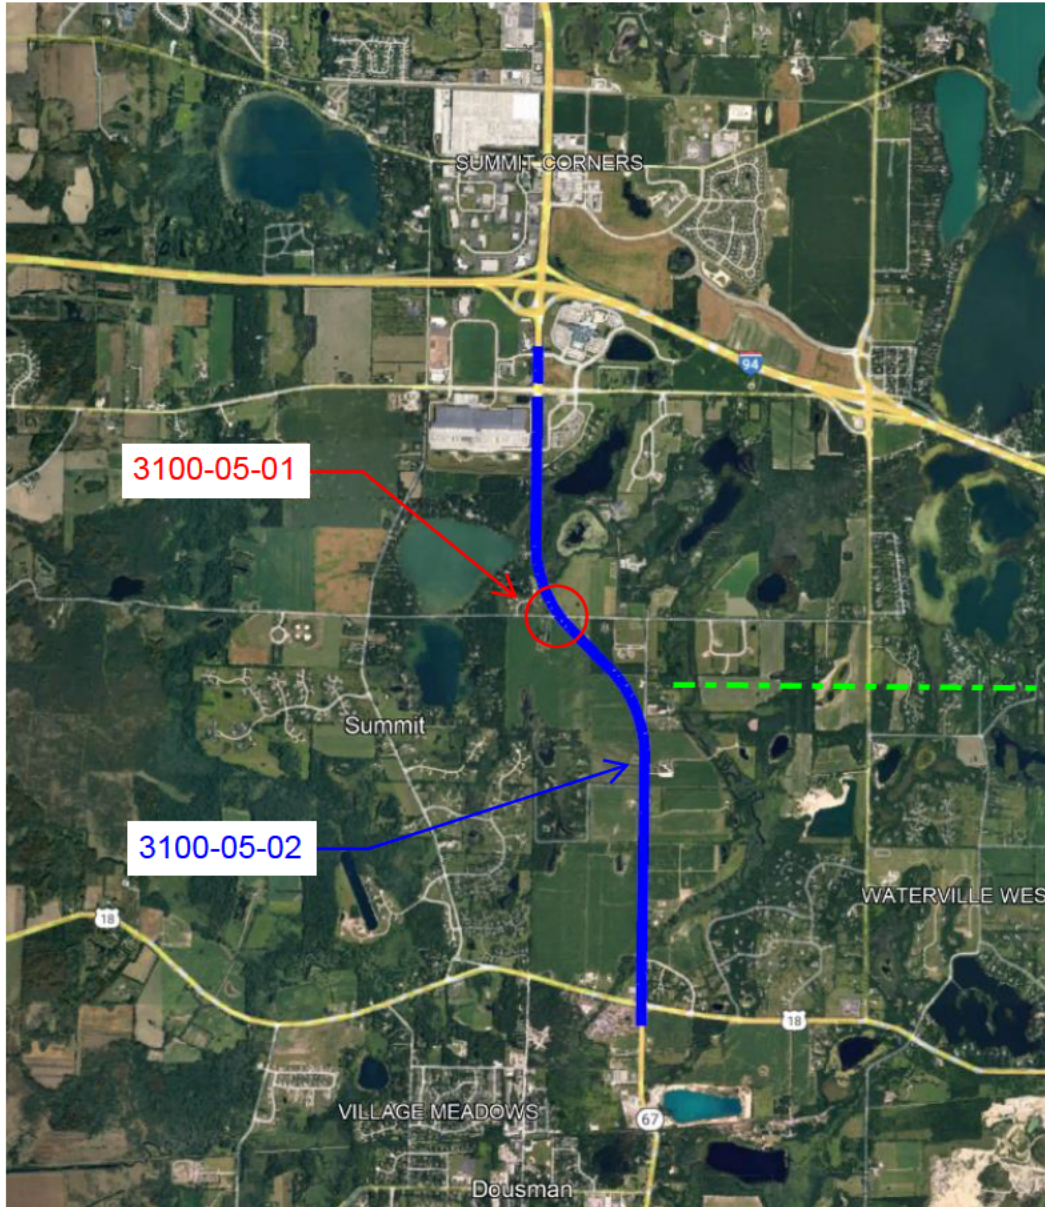 SUMMIT CORNERS
94
3100-05-01
Summit
3100-05-02
WATERVILLE WES
18
18
VILLAGE MEADOWS
67
Dousman